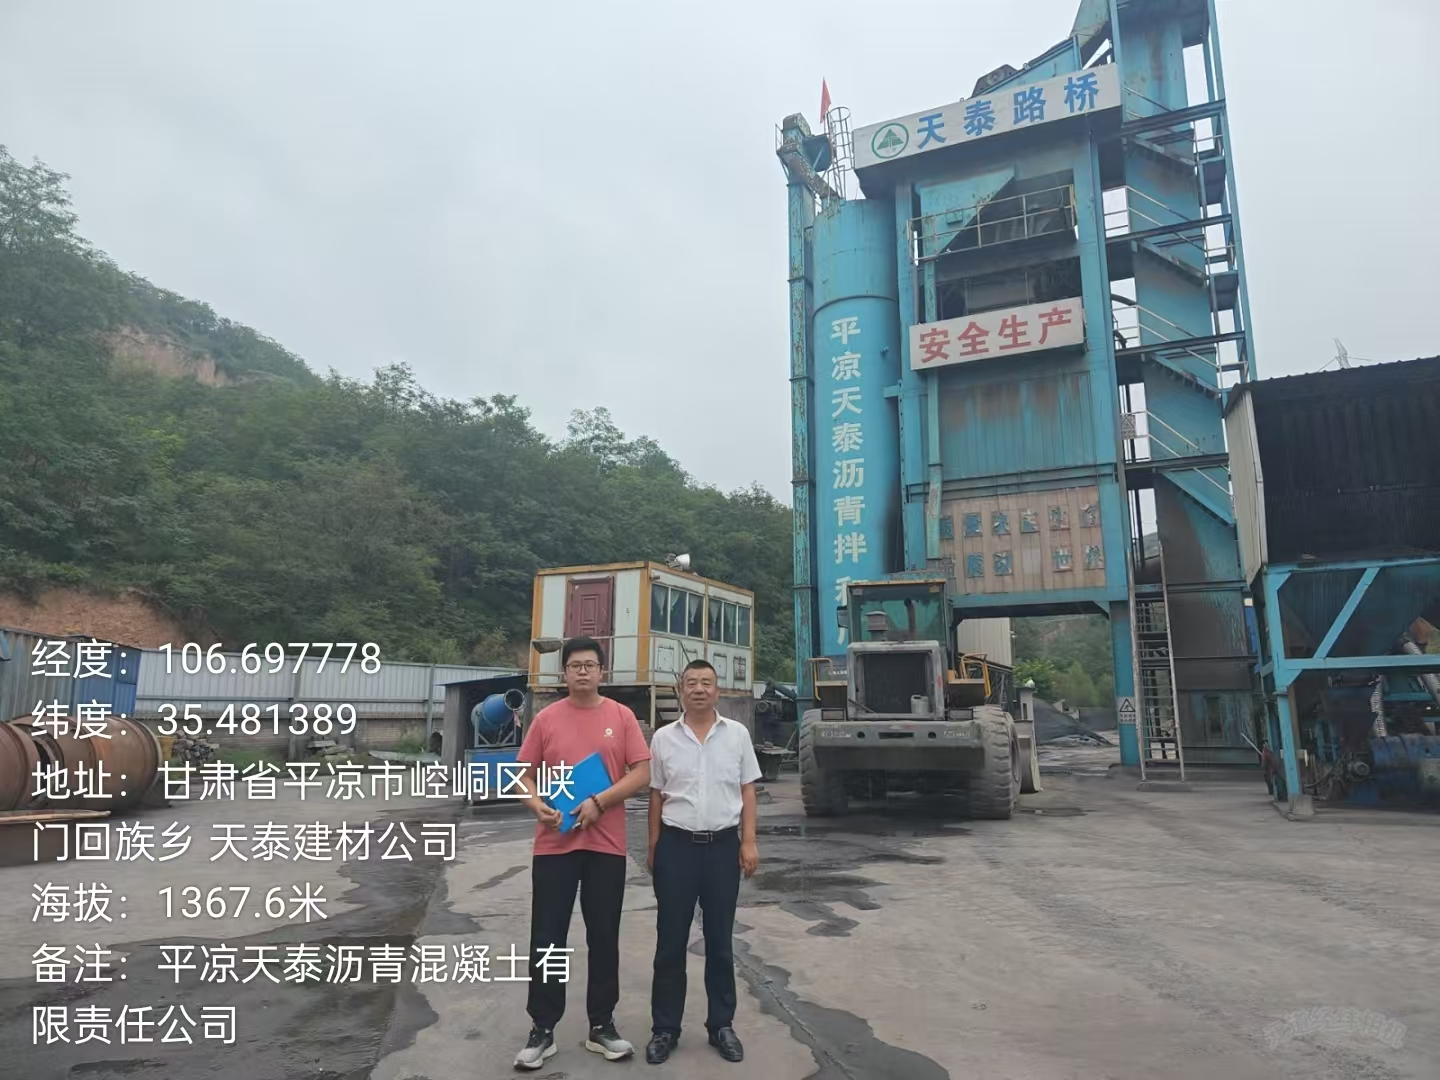 天泰路桥
安全生产
平凉天泰沥青拌和
经度：106.697778
纬度：35.481389
地址：甘肃省平凉市崆峒区峡
门回族乡 天泰建材公司
海拔：1367.6米
备注：平凉天泰沥青混凝土有
限责任公司